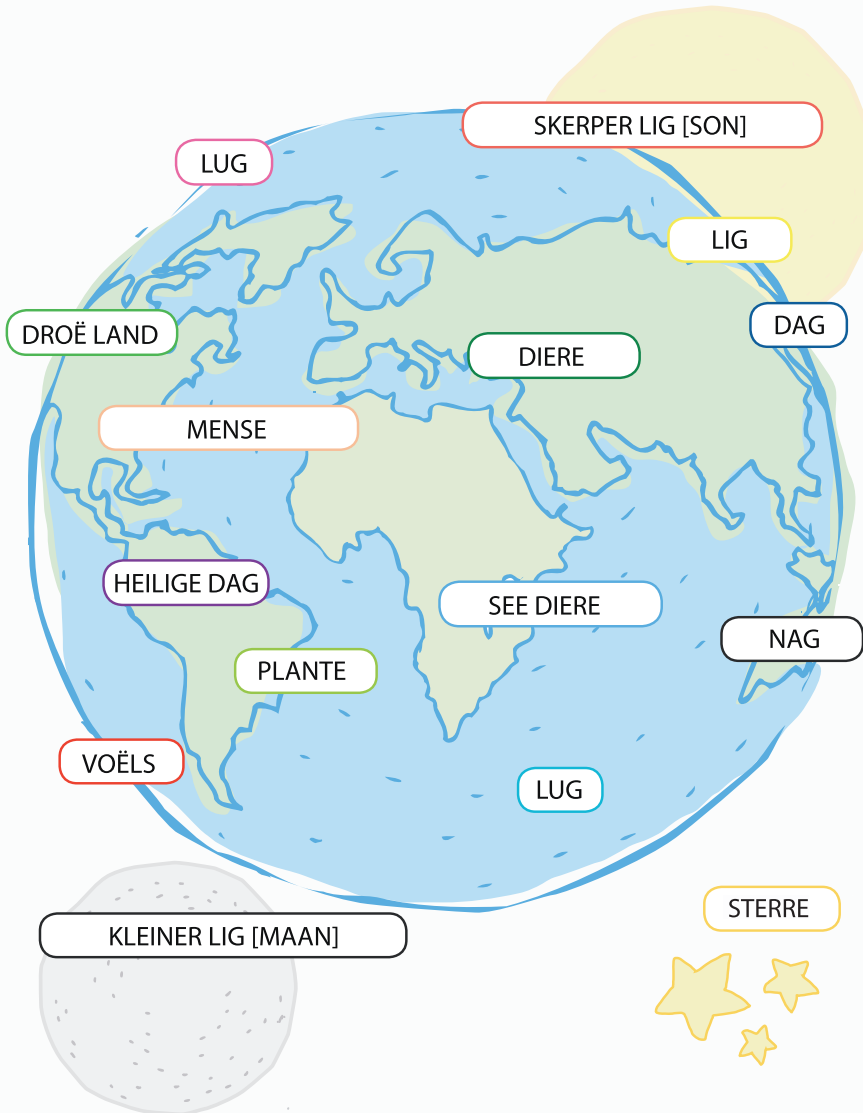 SKERPER LIG [SON]
LUG
LIG
DROË LAND
DAG
DIERE
MENSE
HEILIGE DAG
SEE DIERE
NAG
PLANTE
VOËLS
LUG
STERRE
KLEINER LIG [MAAN]